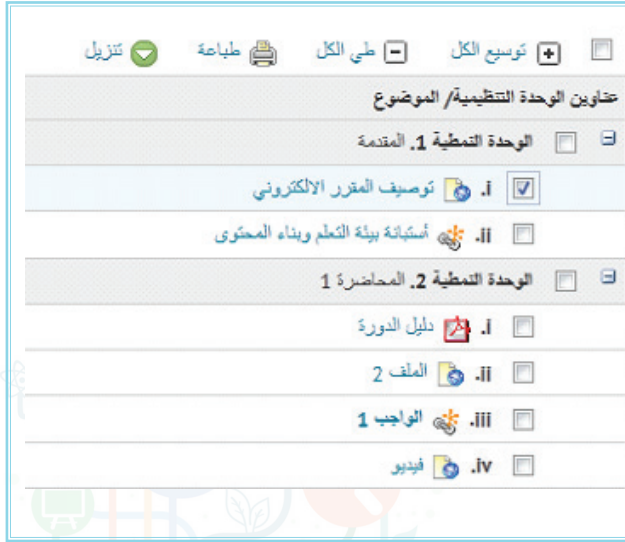 توسيع الكل طي الكل طباعة تنزيل
عناوين الوحدة التنظيمية/ الموضوع
الوحدة النمطية 1. المقدمة
i. توصيف المقرر الالكتروني
ii. أستبانة بيئة التعلم وبناء المحتوى
الوحدة النمطية 2. المحاضرة 1
i. دليل الدورة
ii. الملف 2
iii. الواجب 1
iv. فيديو